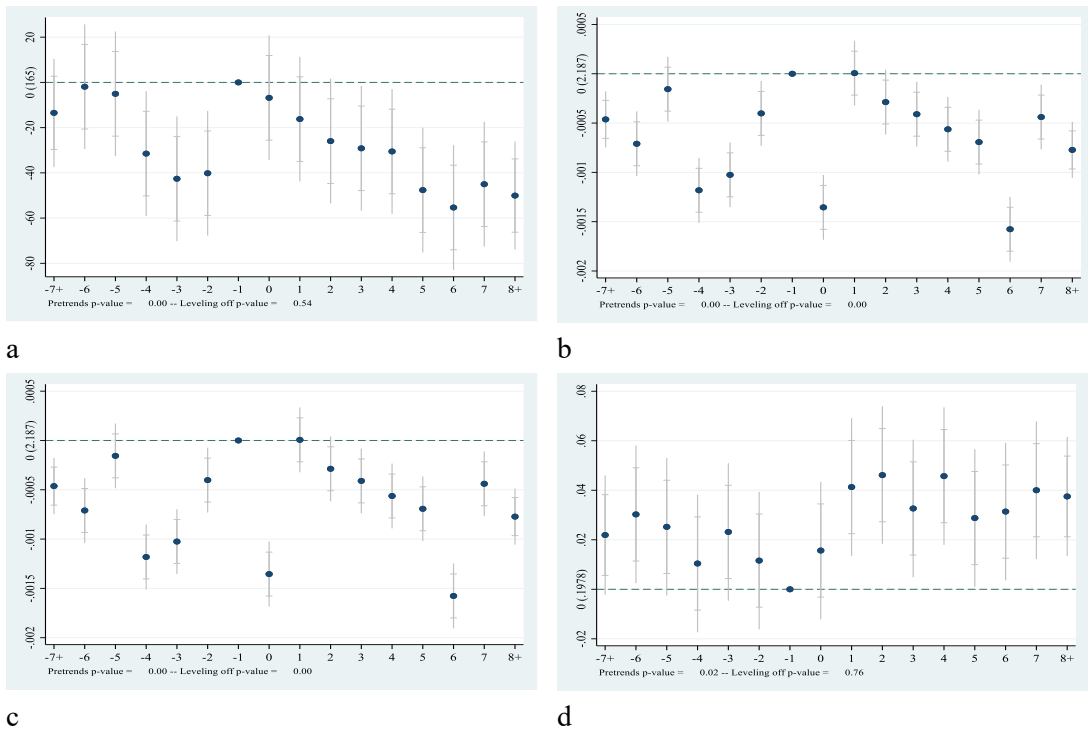 20
0 (165)
-20
-40
-60
-80
-7+ -6 -5 -4 -3 -2 -1 0 1 2 3 4 5 6 7 8+
Pretrends p-value = 0.00 -- Leveling off p-value = 0.54
a
.0005
0 (2.187)
-.0005
-.001
-.0015
-.002
-7+ -6 -5 -4 -3 -2 -1 0 1 2 3 4 5 6 7 8+
Pretrends p-value = 0.00 -- Leveling off p-value = 0.00
b
.0005
0 (2.187)
-.0005
-.001
-.0015
-.002
-7+ -6 -5 -4 -3 -2 -1 0 1 2 3 4 5 6 7 8+
Pretrends p-value = 0.00 -- Leveling off p-value = 0.00
c
.08
.06
.04
.02
0 (.1978)
-.02
-7+ -6 -5 -4 -3 -2 -1 0 1 2 3 4 5 6 7 8+
Pretrends p-value = 0.02 -- Leveling off p-value = 0.76
d